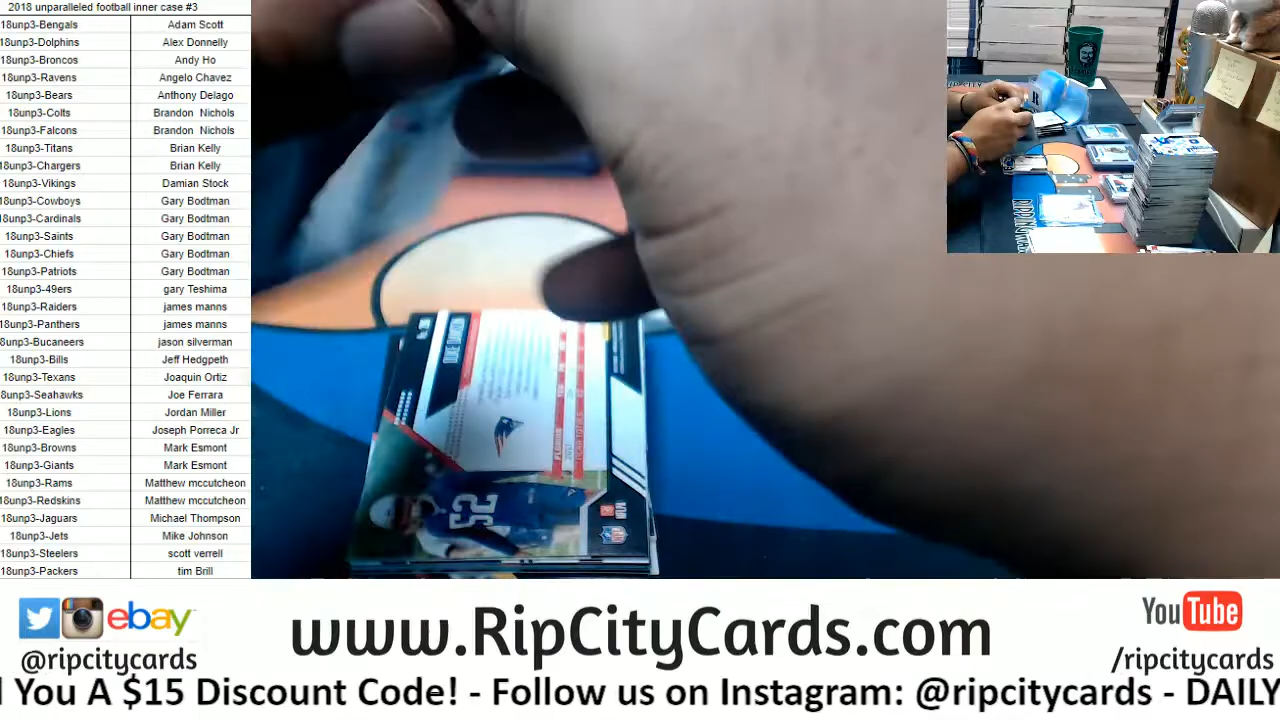 2018 unparalleled football inner case #3
18unp3-Bengals Adam Scott
18unp3-Dolphins Alex Donnelly
18unp3-Broncos Andy Ho
18unp3-Ravens Angelo Chavez
18unp3-Bears Anthony Delago
18unp3-Colts Brandon Nichols
18unp3-Falcons Brandon Nichols
18unp3-Titans Brian Kelly
18unp3-Chargers Brian Kelly
18unp3-Vikings Damian Stock
18unp3-Cowboys Gary Bodtman
18unp3-Cardinals Gary Bodtman
18unp3-Saints Gary Bodtman
18unp3-Chiefs Gary Bodtman
18unp3-Patriots Gary Bodtman
18unp3-49ers gary Teshima
18unp3-Raiders james manns
18unp3-Panthers james manns
8unp3-Bucaneers jason silverman
18unp3-Bills Jeff Hedgpeth
18unp3-Texans Joaquin Ortiz
8unp3-Seahawks Joe Ferrara
18unp3-Lions Jordan Miller
18unp3-Eagles Joseph Porreca Jr
18unp3-Browns Mark Esmont
18unp3-Giants Mark Esmont
18unp3-Rams Matthew mccutcheon
18unp3-Redskins Matthew mccutcheon
18unp3-Jaguars Michael Thompson
18unp3-Jets Mike Johnson
18unp3-Steelers scott verrell
18unp3-Packers tim Brill
52
NFL
ebay
@ripcitycards
www.RipCityCards.com
YouTube
/ripcitycards
You A $15 Discount Code! - Follow us on Instagram: @ripcitycards - DAILY